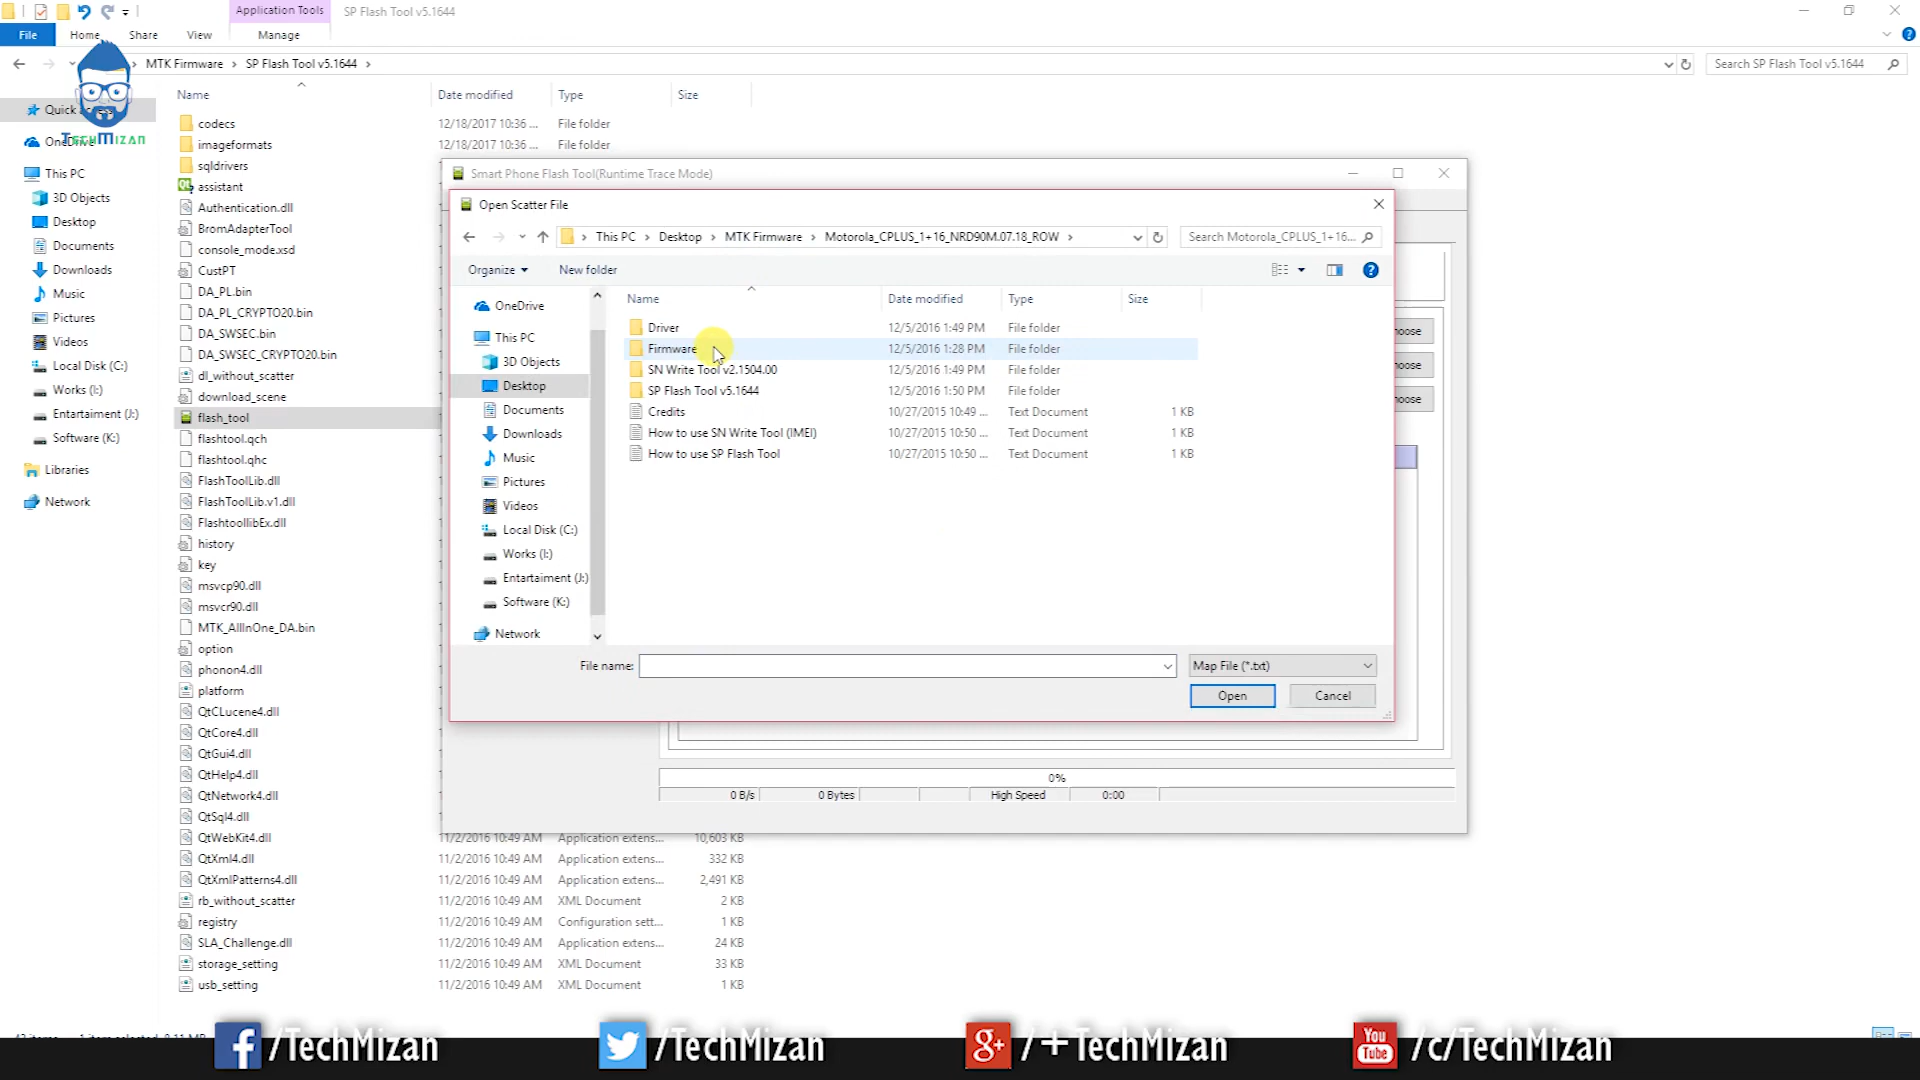 Application Tools
SP Flash Tool v5.1644
File
Home
Share
View
Manage
MTK Firmware
SP Flash Tool v5.1644
Search SP Flash Tool v5.1644
TechMizan
Quick
OneDrive
This PC
3D Objects
Desktop
Documents
Downloads
Music
Pictures
Videos
Local Disk (C:)
Works (I:)
Entartaiment (J:)
Software (K:)
Libraries
Network
Name Date modified Type Size
codecs 12/18/2017 10:36 ... File folder
imageformats 12/18/2017 10:36 ... File folder
sqldrivers
assistant
Authentication.dll
BromAdapterTool
console_mode.xsd
CustPT
DA_PL.bin
DA_PL_CRYPTO20.bin
DA_SWSEC.bin
DA_SWSEC_CRYPTO20.bin
dl_without_scatter
download_scene
flash_tool
flashtool.qch
flashtool.qhc
FlashToolLib.dll
FlashToolLib.v1.dll
FlashtoollibEx.dll
history
key
msvcp90.dll
msvcr90.dll
MTK_AllInOne_DA.bin
option
phonon4.dll
platform
QtCLucene4.dll
QtCore4.dll
QtGui4.dll
QtHelp4.dll
QtNetwork4.dll
QtSql4.dll
QtWebKit4.dll 11/2/2016 10:49 AM Application extens... 10,603 KB
QtXml4.dll 11/2/2016 10:49 AM Application extens... 332 KB
QtXmlPatterns4.dll 11/2/2016 10:49 AM Application extens... 2,491 KB
rb_without_scatter 11/2/2016 10:49 AM XML Document 2 KB
registry 11/2/2016 10:49 AM Configuration sett... 1 KB
SLA_Challenge.dll 11/2/2016 10:49 AM Application extens... 24 KB
storage_setting 11/2/2016 10:49 AM XML Document 33 KB
usb_setting 11/2/2016 10:49 AM XML Document 1 KB
Smart Phone Flash Tool(Runtime Trace Mode)
Open Scatter File
This PC
Desktop
MTK Firmware
Motorola_CPLUS_1+16_NRD90M.07.18_ROW
Search Motorola_CPLUS_1+16...
Organize
New folder
OneDrive
This PC
3D Objects
Desktop
Documents
Downloads
Music
Pictures
Videos
Local Disk (C:)
Works (I:)
Entartaiment (J:)
Software (K:)
Network
Name Date modified Type Size
Driver 12/5/2016 1:49 PM File folder
Firmware 12/5/2016 1:28 PM File folder
SN Write Tool v2.1504.00 12/5/2016 1:49 PM File folder
SP Flash Tool v5.1644 12/5/2016 1:50 PM File folder
Credits 10/27/2015 10:49 ... Text Document 1 KB
How to use SN Write Tool (IMEI) 10/27/2015 10:50 ... Text Document 1 KB
How to use SP Flash Tool 10/27/2015 10:50 ... Text Document 1 KB
File name:
Map File (*.txt)
Open
Cancel
0%
0 B/s
0 Bytes
High Speed
0:00
/TechMizan
/TechMizan
/+TechMizan
You Tube
/c/TechMizan